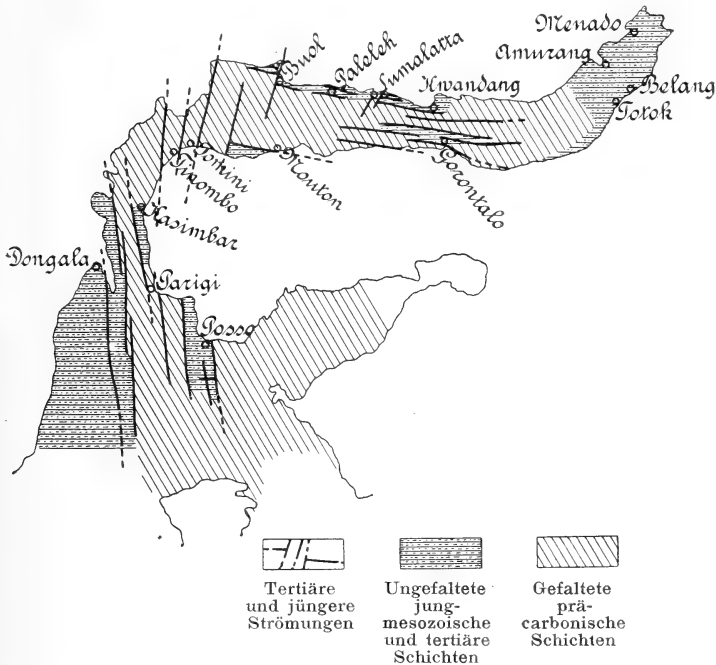 Menado
Amurang
Buol
Paleleh
Sumalatta
Kwandang
Belang
Totok
Tomini
Tinombo
Mouton
Gorontalo
Kasimbar
Dongala
Parigi
Posso
Tertiäre
und jüngere
Strömungen
Ungefaltete
jung-
mesozoische
und tertiäre
Schichten
Gefaltete
prä-
carbonische
Schichten